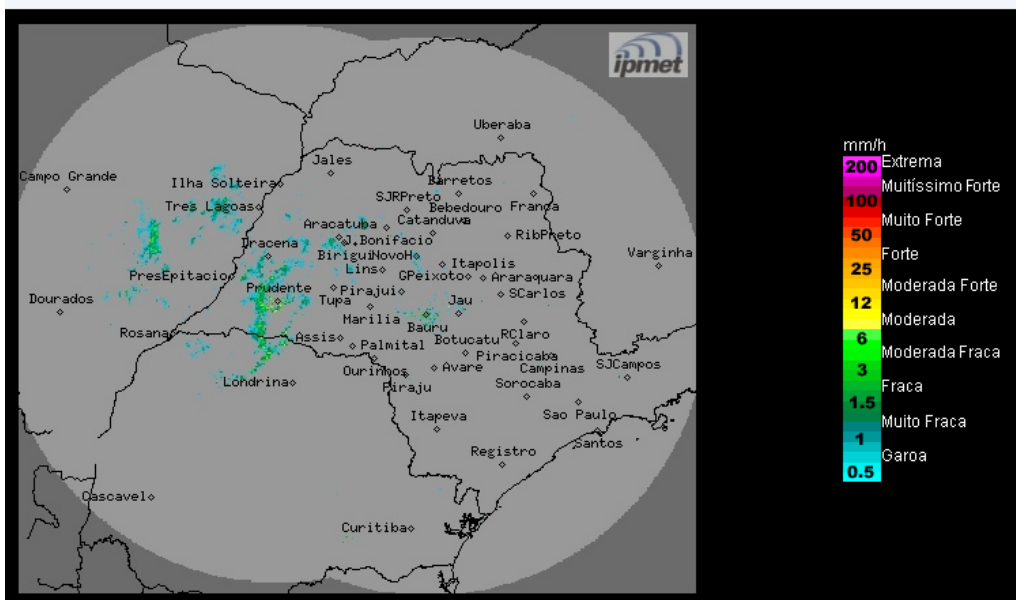 ipmet
Uberaba
Jales
Campo Grande
Ilha Solteira
Barretos
SJRPreto
Tres Lagoas
Bebedouro
Franca
Catanduva
Aracatuba
RibPreto
Dracena
J.Bonifacio
Varginha
Birigui
NovoH
Itapolis
Lins
GPeixoto
Araraquara
PresEpitacio
Prudente
Tupa
Pirajui
SCarlos
Dourados
Jau
Marilia
Bauru
Rosana
Assis
Palmital
Botucatu
RClaro
Piracicaba
Londrina
Ourinhos
Avare
Campinas
SJCampos
Piraju
Sorocaba
Itapeva
Sao Paulo
Santos
Registro
Cascavel
Curitiba
mm/h
200 Extrema
Muitíssimo Forte
100
Muito Forte
50
Forte
25
Moderada Forte
12
Moderada
6
Moderada Fraca
3
Fraca
1.5
Muito Fraca
1
Garoa
0.5